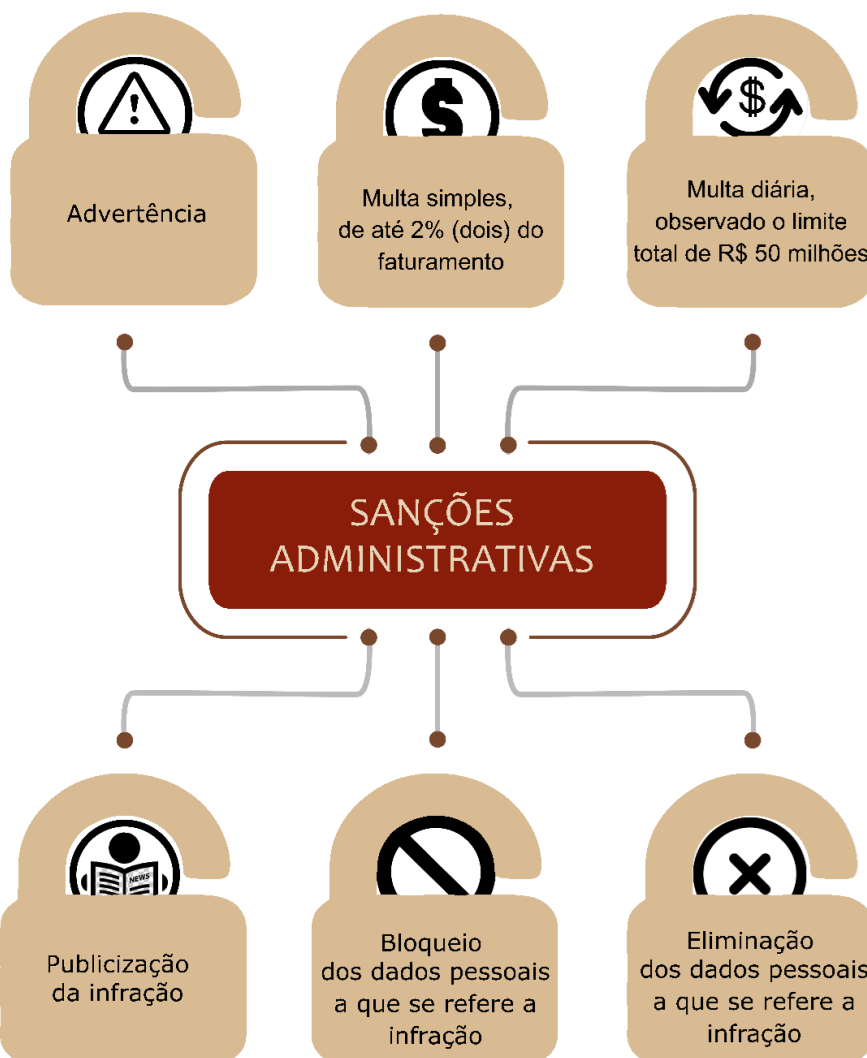 Advertência
Multa simples,
de até 2% (dois) do
faturamento
$
Multa diária,
observado o limite
total de R$ 50 milhões
SANÇÕES
ADMINISTRATIVAS
NEWS
Publicização
da infração
Bloqueio
dos dados pessoais
a que se refere a
infração
Eliminação
dos dados pessoais
a que se refere a
infração